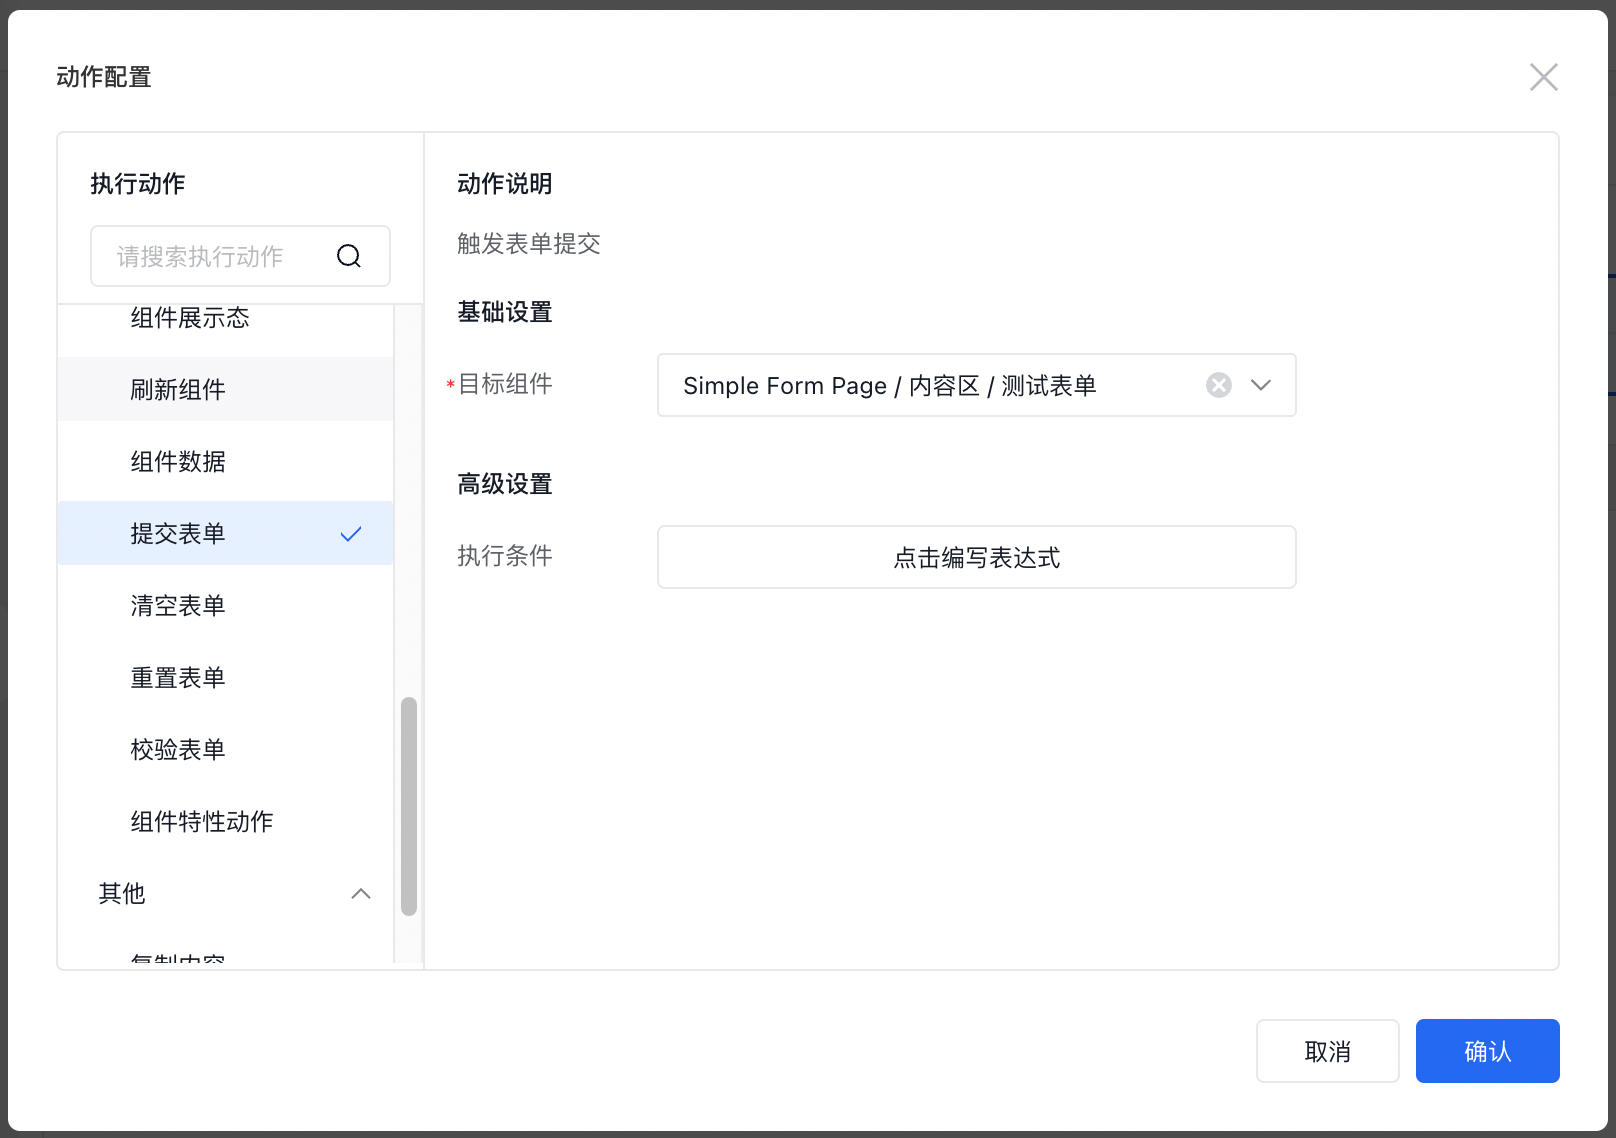 动作配置
执行动作
请搜索执行动作
组件展示态
刷新组件
组件数据
提交表单
清空表单
重置表单
校验表单
组件特性动作
其他
复制内容
动作说明
触发表单提交
基础设置
*目标组件
Simple Form Page / 内容区 / 测试表单
高级设置
执行条件
点击编写表达式
取消
确认